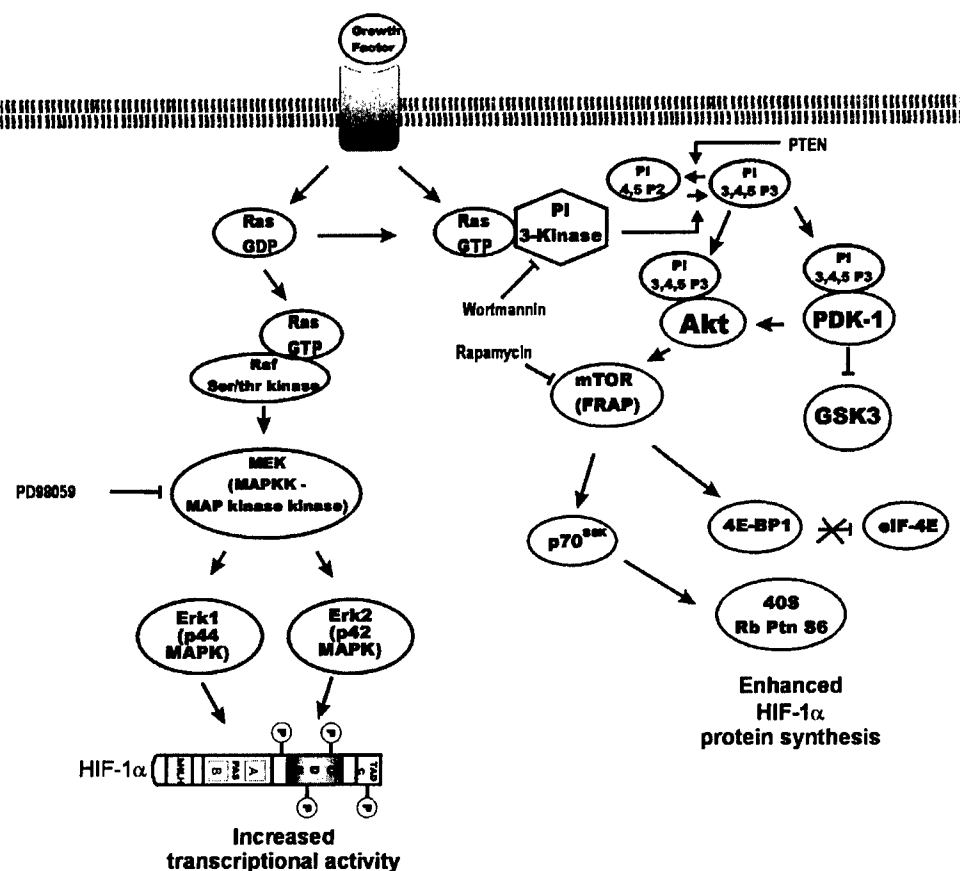 Growth
Factor
PTEN
PI
4,5 P2
PI
3,4,5 P3
Ras
GDP
Ras
GTP
PI
3-Kinase
PI
3,4,5 P3
PI
3,4,5 P3
Wortmannin
Akt
PDK-1
Ras
GTP
Raf
Ser/thr kinase
Rapamycin
mTOR
(FRAP)
GSK3
MEK
(MAPKK -
MAP kinase kinase)
PD98059
p70
4E-BP1
eIF-4E
40S
Rb Ptn S6
Erk1
(p44
MAPK)
Erk2
(p42
MAPK)
Enhanced
HIF-1α
protein synthesis
HIF-1α
B
PAS
A
D
TAD
C
P
P
P
P
Increased
transcriptional activity